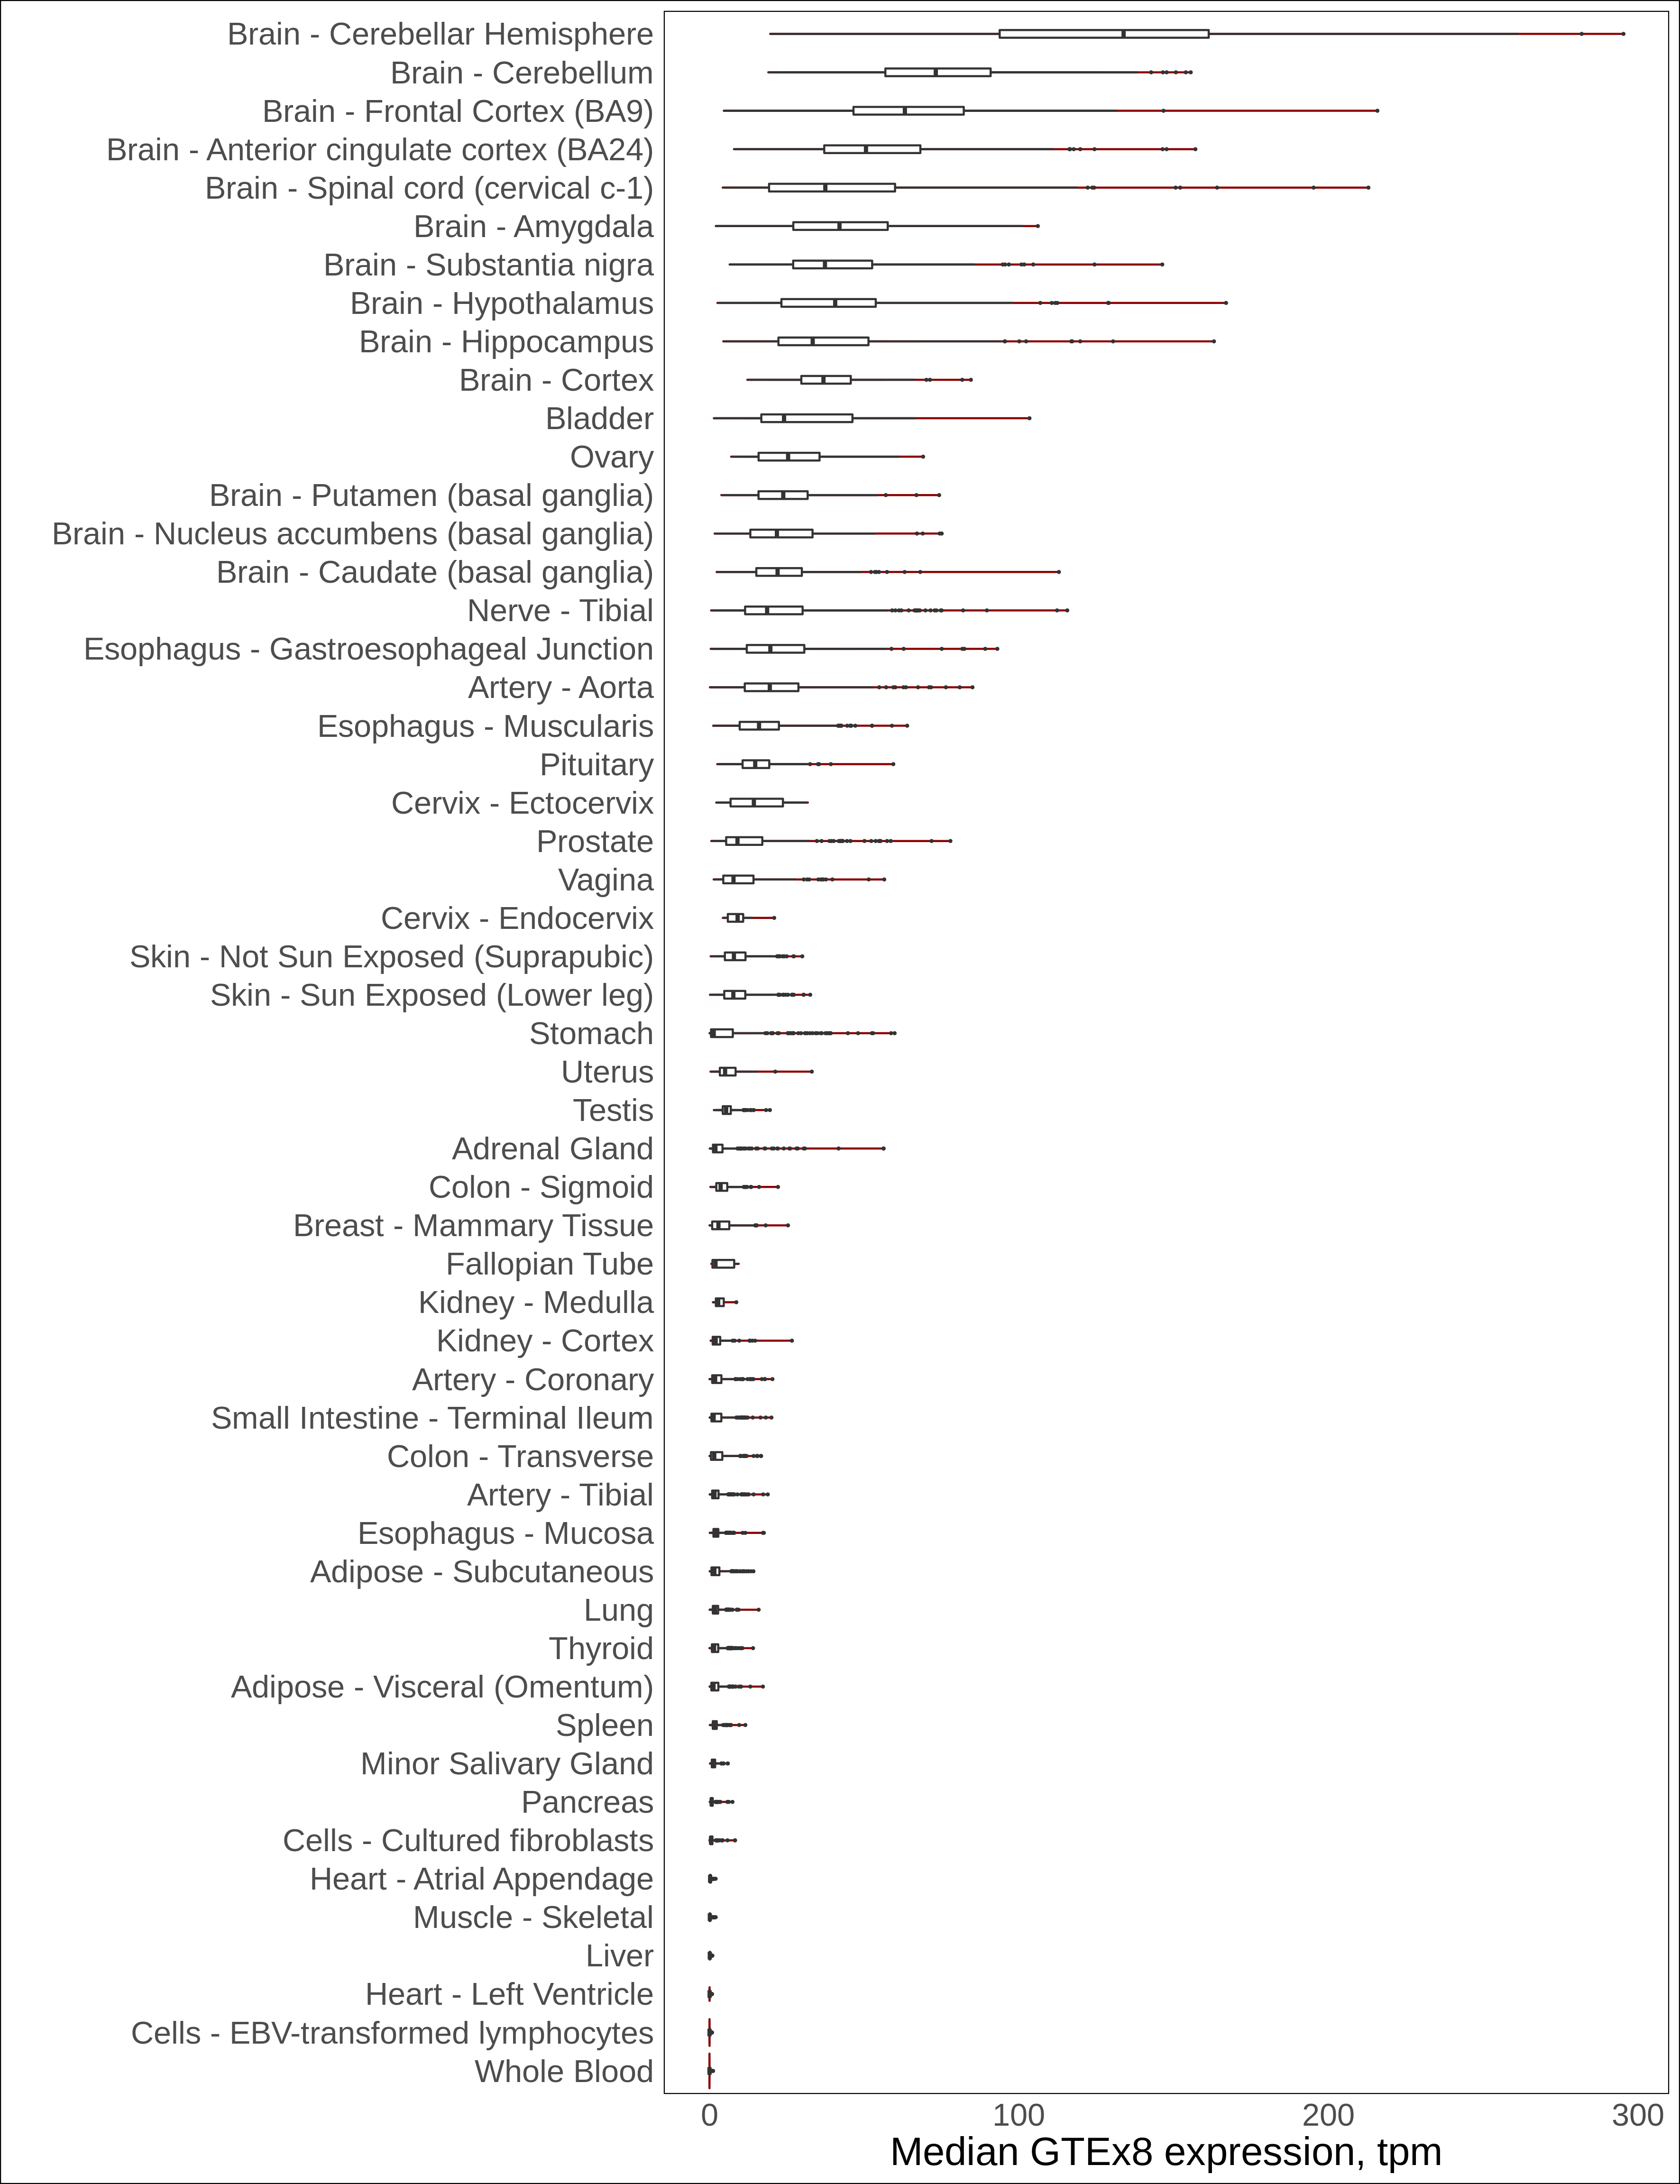 Brain - Cerebellar Hemisphere
Brain - Cerebellum
Brain - Frontal Cortex (BA9)
Brain - Anterior cingulate cortex (BA24)
Brain - Spinal cord (cervical c-1)
Brain - Amygdala
Brain - Substantia nigra
Brain - Hypothalamus
Brain - Hippocampus
Brain - Cortex
Bladder
Ovary
Brain - Putamen (basal ganglia)
Brain - Nucleus accumbens (basal ganglia)
Brain - Caudate (basal ganglia)
Nerve - Tibial
Esophagus - Gastroesophageal Junction
Artery - Aorta
Esophagus - Muscularis
Pituitary
Cervix - Ectocervix
Prostate
Vagina
Cervix - Endocervix
Skin - Not Sun Exposed (Suprapubic)
Skin - Sun Exposed (Lower leg)
Stomach
Uterus
Testis
Adrenal Gland
Colon - Sigmoid
Breast - Mammary Tissue
Fallopian Tube
Kidney - Medulla
Kidney - Cortex
Artery - Coronary
Small Intestine - Terminal Ileum
Colon - Transverse
Artery - Tibial
Esophagus - Mucosa
Adipose - Subcutaneous
Lung
Thyroid
Adipose - Visceral (Omentum)
Spleen
Minor Salivary Gland
Pancreas
Cells - Cultured fibroblasts
Heart - Atrial Appendage
Muscle - Skeletal
Liver
Heart - Left Ventricle
Cells - EBV-transformed lymphocytes
Whole Blood
0 100 200 300
Median GTEx8 expression, tpm